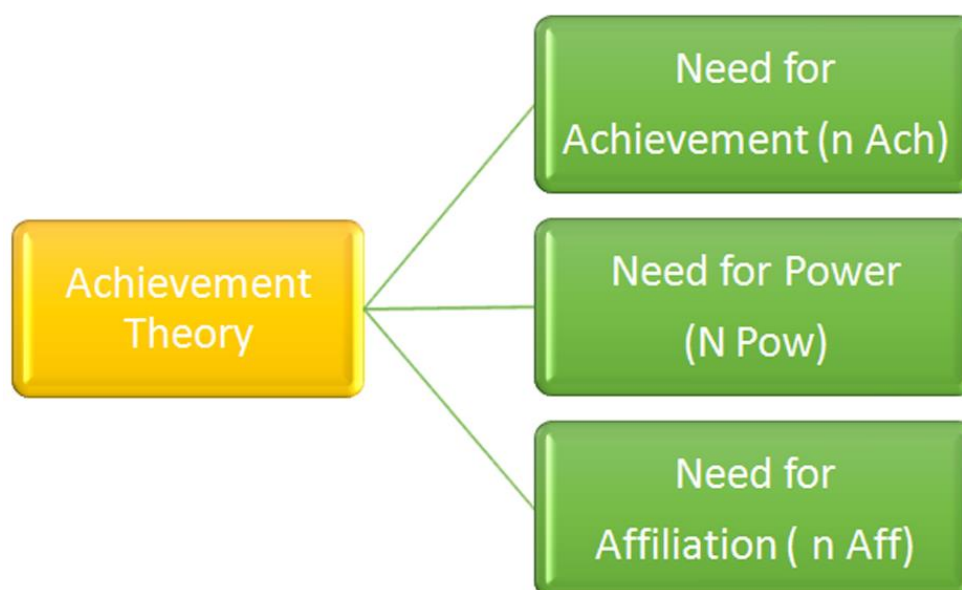 Achievement
Theory
Need for
Achievement (n Ach)
Need for Power
(N Pow)
Need for
Affiliation ( n Aff)